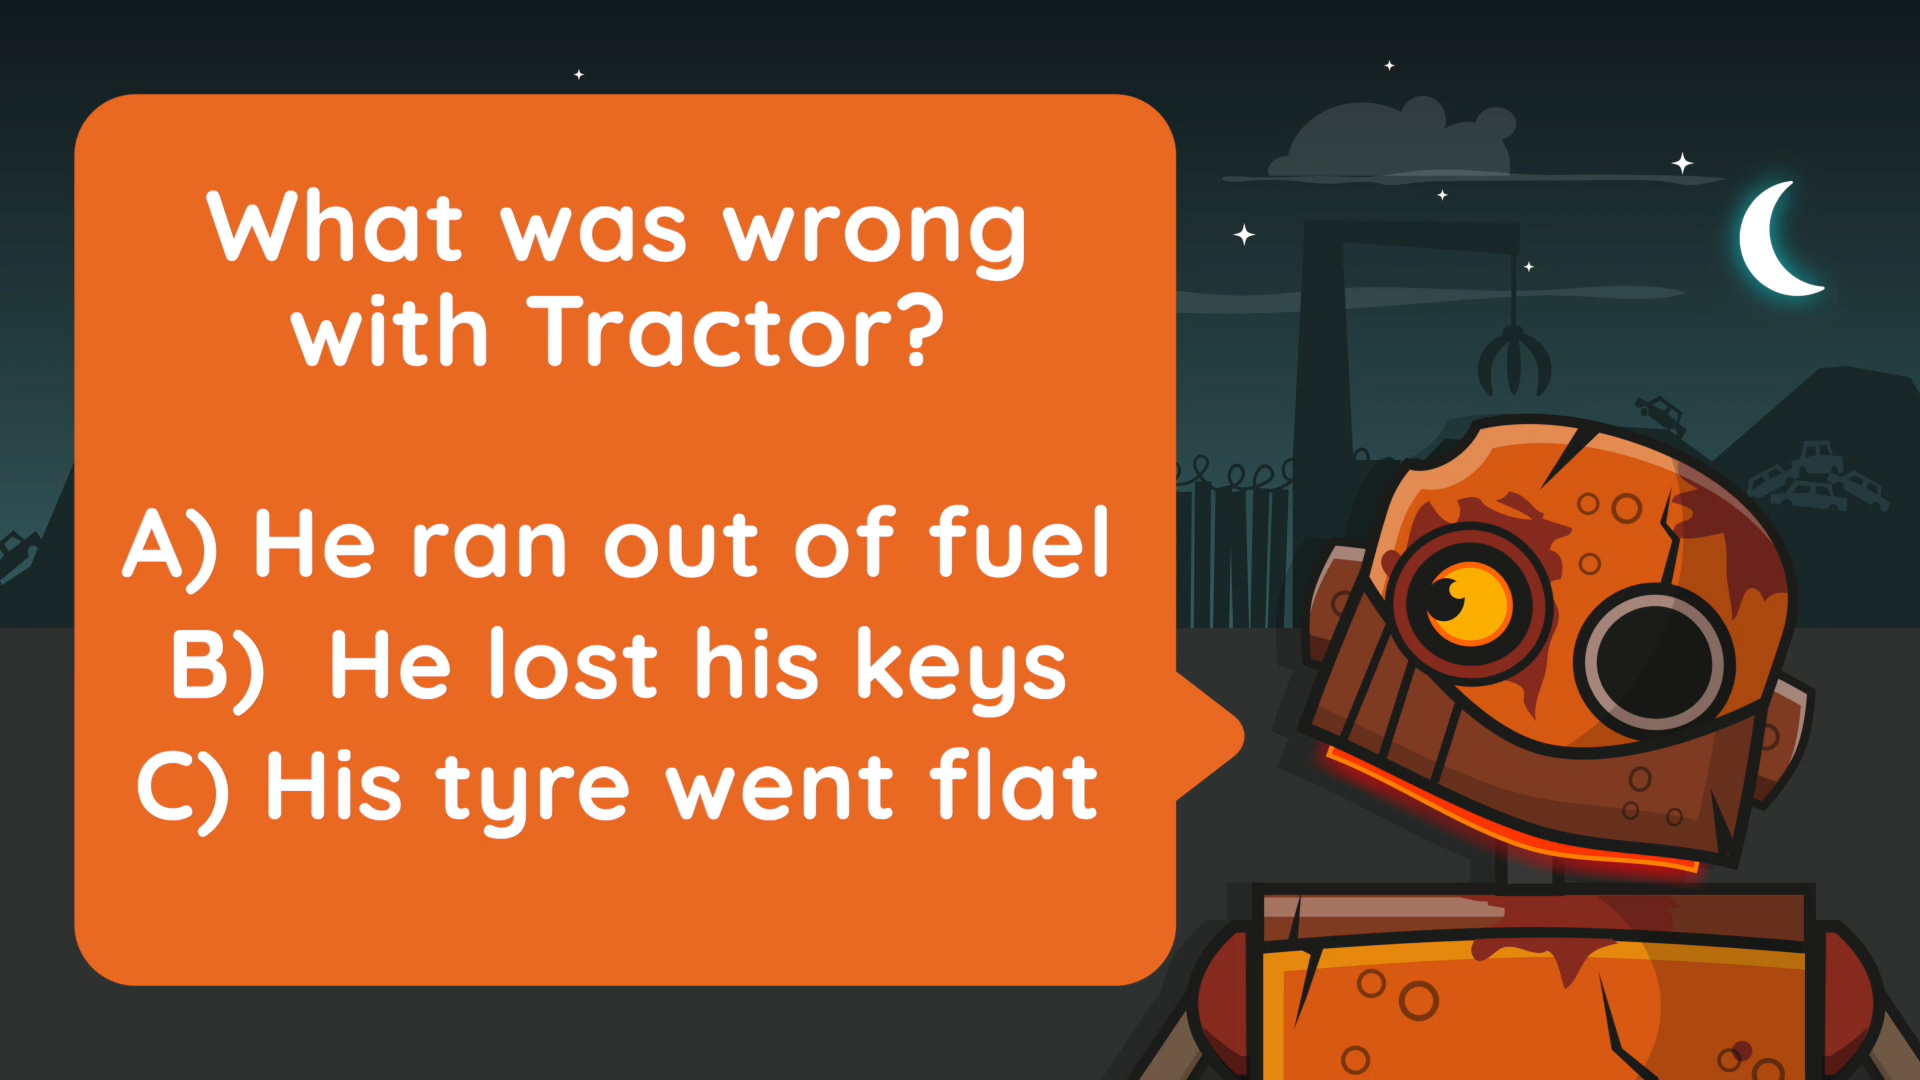 What was wrong
with Tractor?
A) He ran out of fuel
B) He lost his keys
C) His tyre went flat